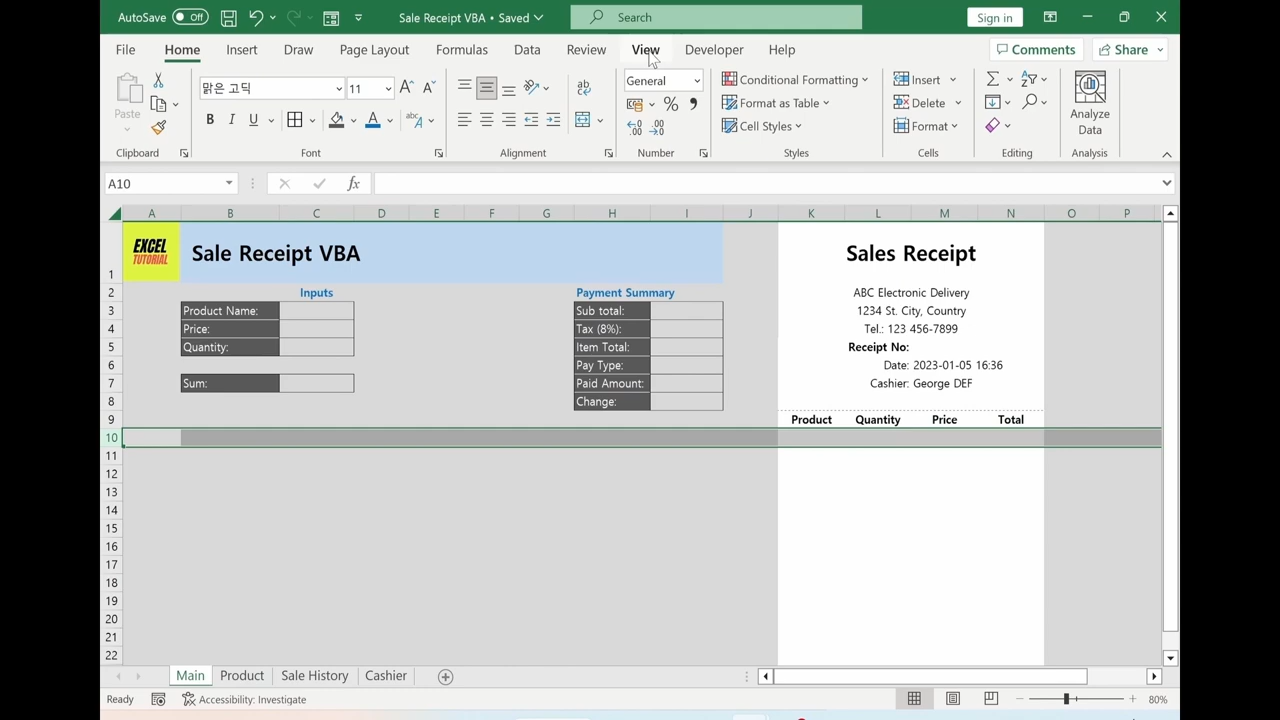 AutoSave Off Sale Receipt VBA • Saved Search Sign in
File Home Insert Draw Page Layout Formulas Data Review View Developer Help Comments Share
Paste 맑은 고딕 11 General Conditional Formatting Insert
B I U % 9 Format as Table Delete
Cell Styles Format Analyze
Data
Clipboard Font Alignment Number Styles Cells Editing Analysis
A10 fx
A B C D E F G H I J K L M N O P
EXCEL
TUTORIAL
1 Sale Receipt VBA Sales Receipt
2 Inputs Payment Summary ABC Electronic Delivery
3 Product Name: Sub total: 1234 St. City, Country
4 Price: Tax (8%): Tel.: 123 456-7899
5 Quantity: Item Total: Receipt No:
6 Pay Type: Date: 2023-01-05 16:36
7 Sum: Paid Amount: Cashier: George DEF
8 Change:
9 Product Quantity Price Total
10
11
12
13
14
15
16
17
18
19
20
21
22
Main Product Sale History Cashier
Ready Accessibility: Investigate 80%